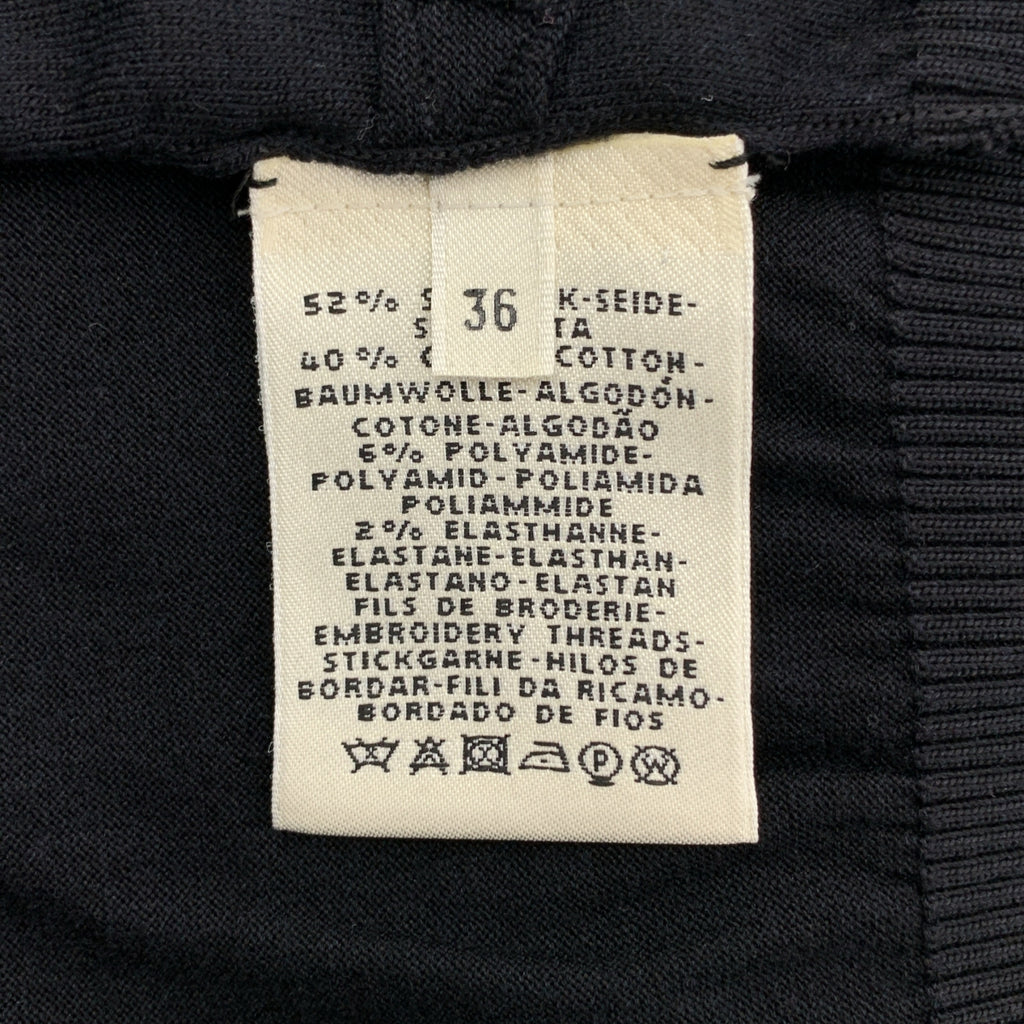 36
52% K-SEIDE-
TA
40% COTTON-
BAUMWOLLE-ALGODÓN-
COTONE-ALGODÃO
6% POLYAMIDE-
POLYAMID-POLIAMIDA
POLIAMMIDE
2% ELASTHANNE-
ELASTANE-ELASTHAN-
ELASTANO-ELASTAN
FILS DE BRODERIE-
EMBROIDERY THREADS-
STICKGARNE-HILOS DE
BORDAR-FILI DA RICAMO-
BORDADO DE FIOS
P W